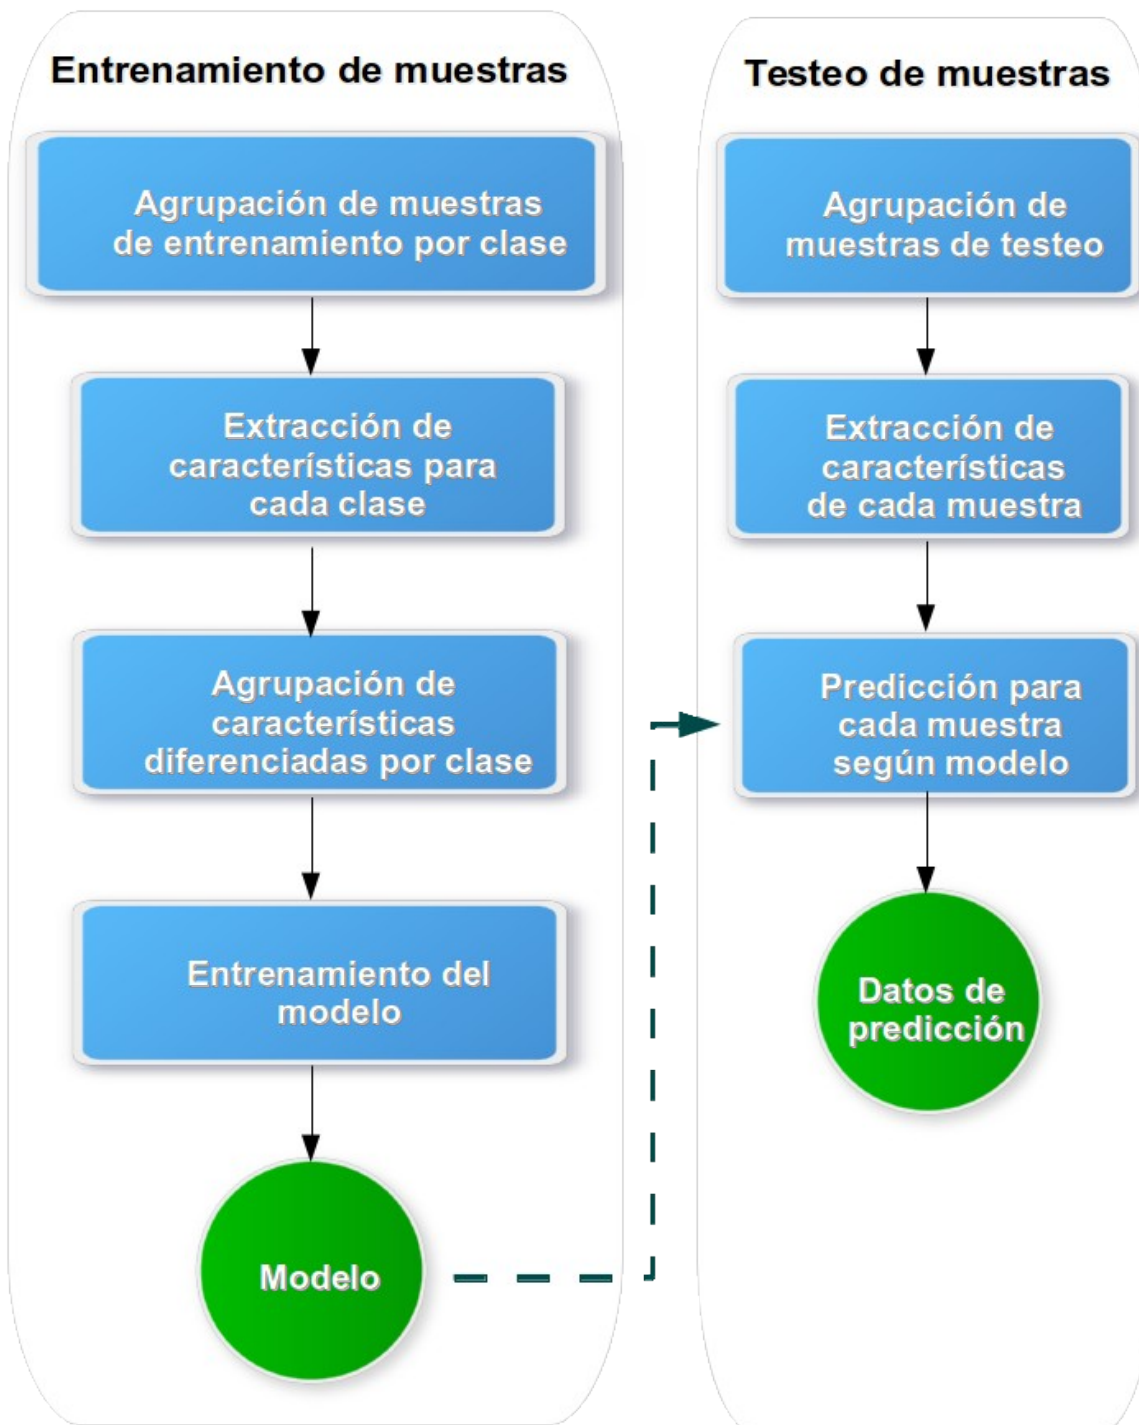 Entrenamiento de muestras
Agrupación de muestras
de entrenamiento por clase
Extracción de
características para
cada clase
Agrupación de
características
diferenciadas por clase
Entrenamiento del
modelo
Modelo
Testeo de muestras
Agrupación de
muestras de testeo
Extracción de
características
de cada muestra
Predicción para
cada muestra
según modelo
Datos de
predicción